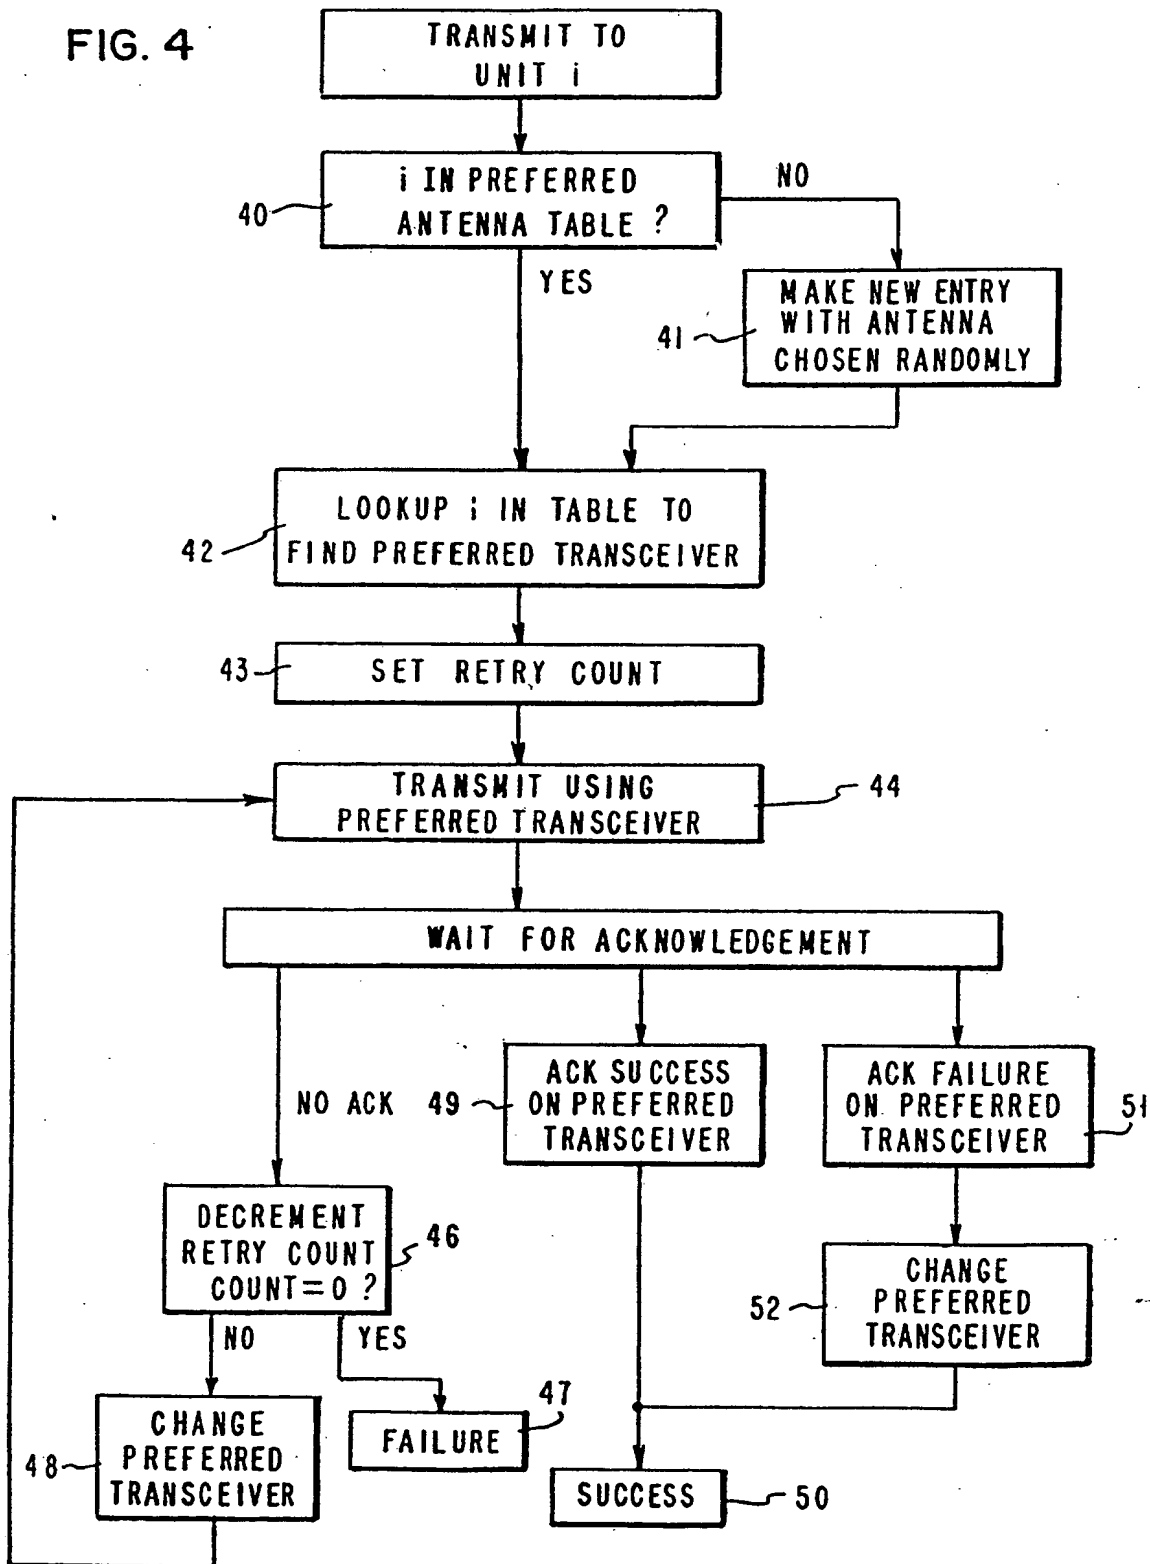 FIG. 4
TRANSMIT TO
UNIT i
i IN PREFERRED
ANTENNA TABLE ?
40
NO
YES
MAKE NEW ENTRY
WITH ANTENNA
CHOSEN RANDOMLY
41
LOOKUP i IN TABLE TO
FIND PREFERRED TRANSCEIVER
42
43
SET RETRY COUNT
TRANSMIT USING
PREFERRED TRANSCEIVER
44
WAIT FOR ACKNOWLEDGEMENT
NO ACK
49
ACK SUCCESS
ON PREFERRED
TRANSCEIVER
ACK FAILURE
ON PREFERRED
TRANSCEIVER
51
DECREMENT
RETRY COUNT
COUNT=0 ?
46
NO
YES
CHANGE
PREFERRED
TRANSCEIVER
52
CHANGE
PREFERRED
TRANSCEIVER
48
FAILURE
47
SUCCESS
50